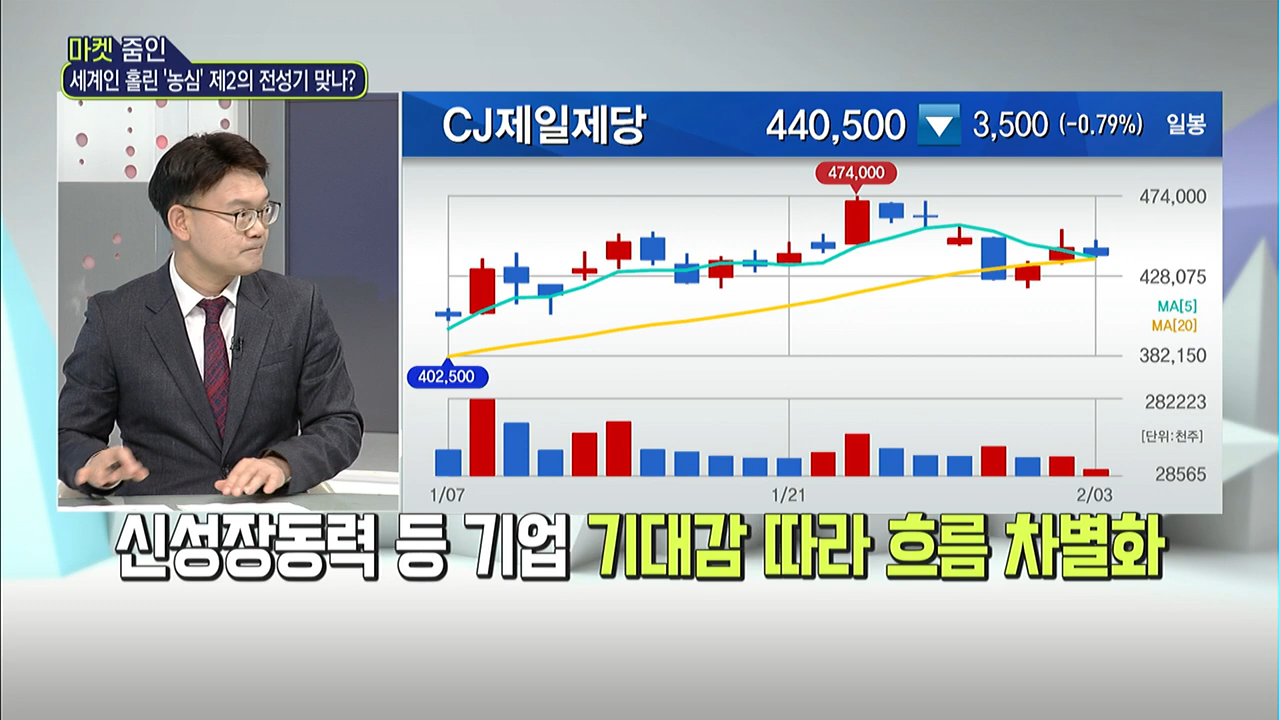 마켓 줌인
세계인 홀린 '농심' 제2의 전성기 맞나?
CJ제일제당 440,500 ▼ 3,500 (-0.79%) 일봉
474,000
474,000
428,075
MA[5]
MA[20]
382,150
402,500
282223
[단위:천주]
28565
1/07 1/21 2/03
신성장동력 등 기업 기대감 따라 흐름 차별화